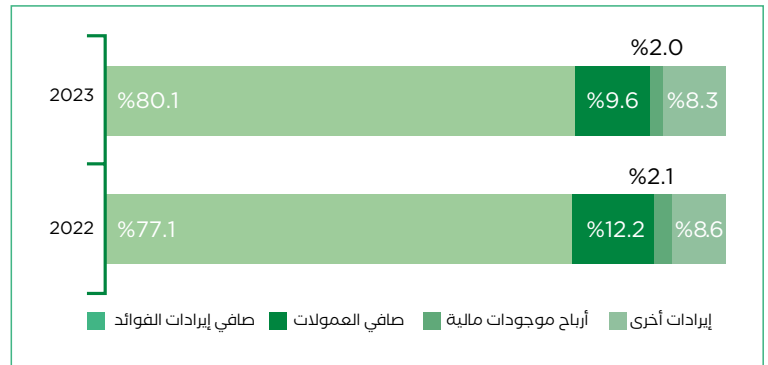 %2.0
2023 %80.1 %9.6 %8.3
%2.1
2022 %77.1 %12.2 %8.6
صافي إيرادات الفوائد صافي العمولات أرباح موجودات مالية إيرادات أخرى